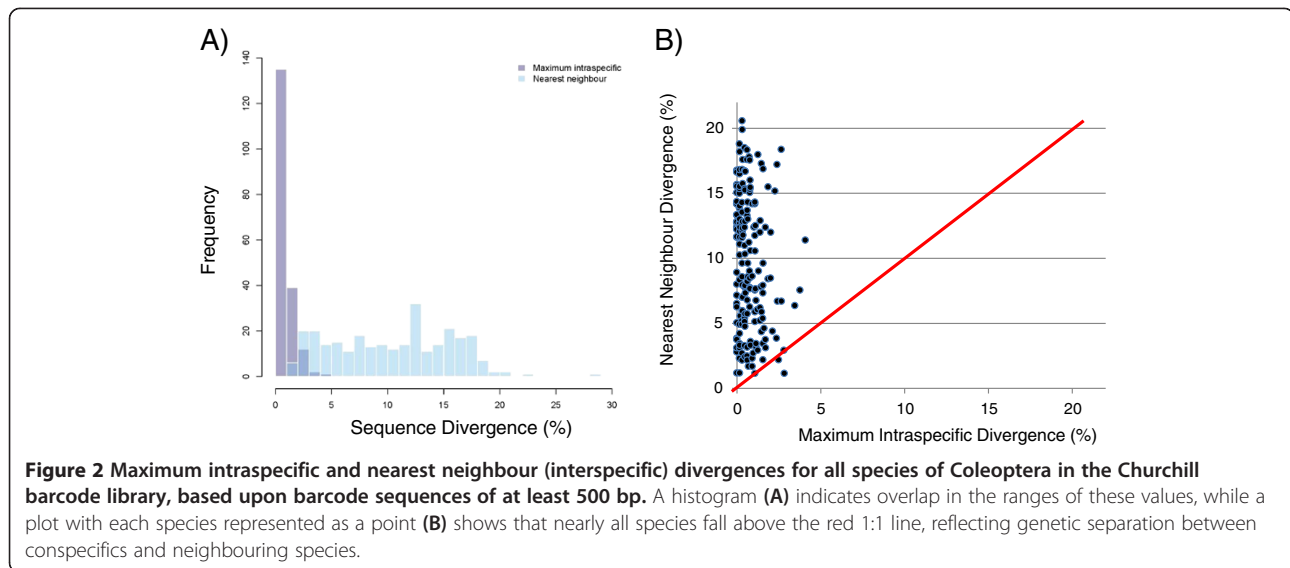 A)
140
120
100
80
60
40
20
0
Frequency
Maximum intraspecific
Nearest neighbour
0 5 10 15 20 25 30
Sequence Divergence (%)
B)
Nearest Neighbour Divergence (%)
20
15
10
5
0
0 5 10 15 20
Maximum Intraspecific Divergence (%)
Figure 2 Maximum intraspecific and nearest neighbour (interspecific) divergences for all species of Coleoptera in the Churchill
barcode library, based upon barcode sequences of at least 500 bp. A histogram (A) indicates overlap in the ranges of these values, while a
plot with each species represented as a point (B) shows that nearly all species fall above the red 1:1 line, reflecting genetic separation between
conspecifics and neighbouring species.